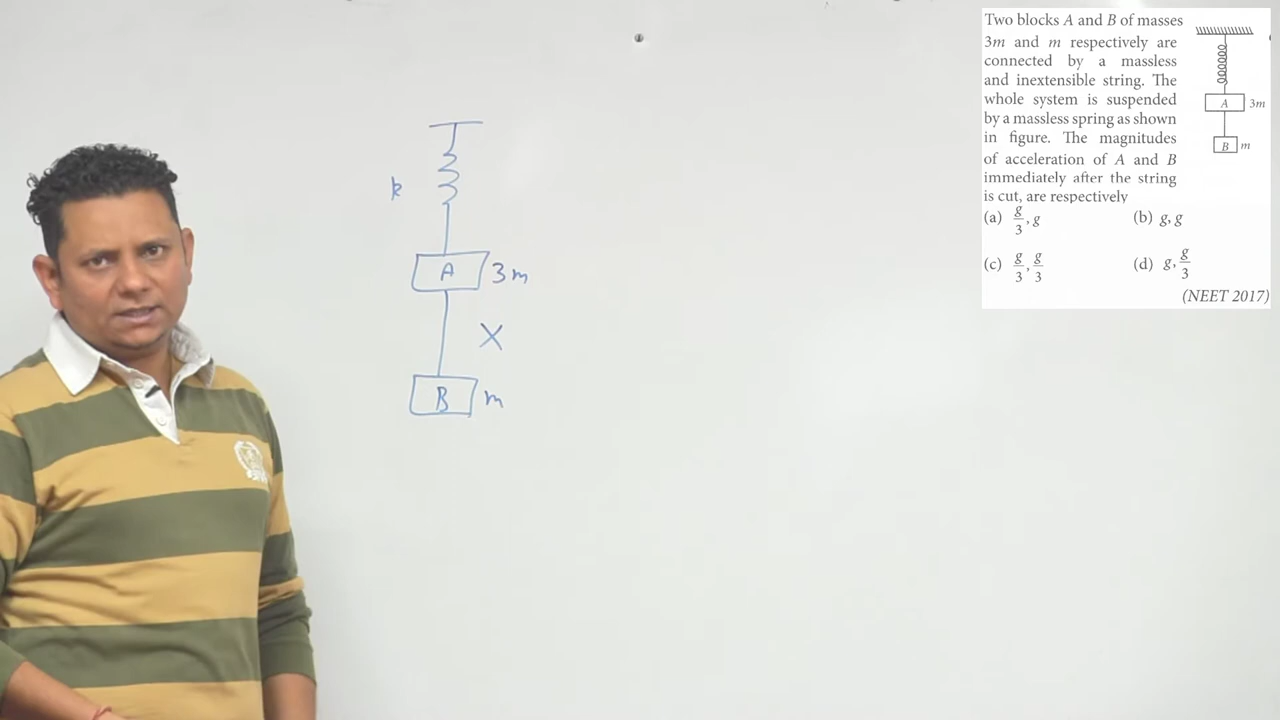 k
A 3m
X
B m
Two blocks A and B of masses
3m and m respectively are
connected by a massless
and inextensible string. The
whole system is suspended
by a massless spring as shown
in figure. The magnitudes
of acceleration of A and B
immediately after the string
is cut, are respectively
(a) g/3, g (b) g, g
(c) g/3, g/3 (d) g, g/3
(NEET 2017)
A 3m
B m